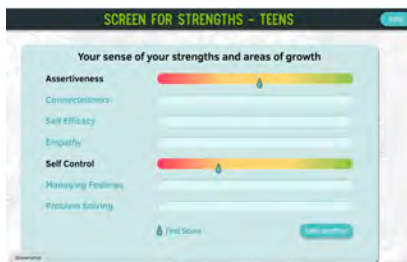 SCREEN FOR STRENGTHS - TEENS
Your sense of your strengths and areas of growth
Assertiveness
Connectedness
Self Efficacy
Empathy
Self Control
Managing Feelings
Problem Solving
First Score